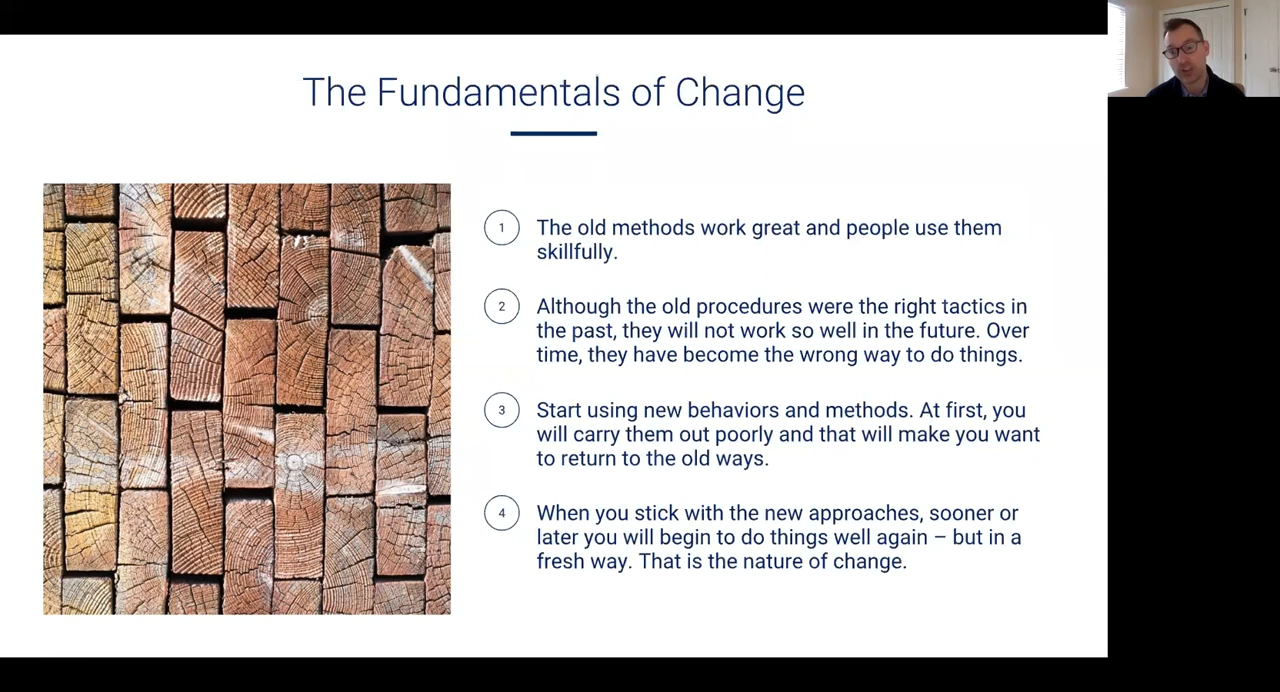 The Fundamentals of Change
1
The old methods work great and people use them
skillfully.
2
Although the old procedures were the right tactics in
the past, they will not work so well in the future. Over
time, they have become the wrong way to do things.
3
Start using new behaviors and methods. At first, you
will carry them out poorly and that will make you want
to return to the old ways.
4
When you stick with the new approaches, sooner or
later you will begin to do things well again – but in a
fresh way. That is the nature of change.